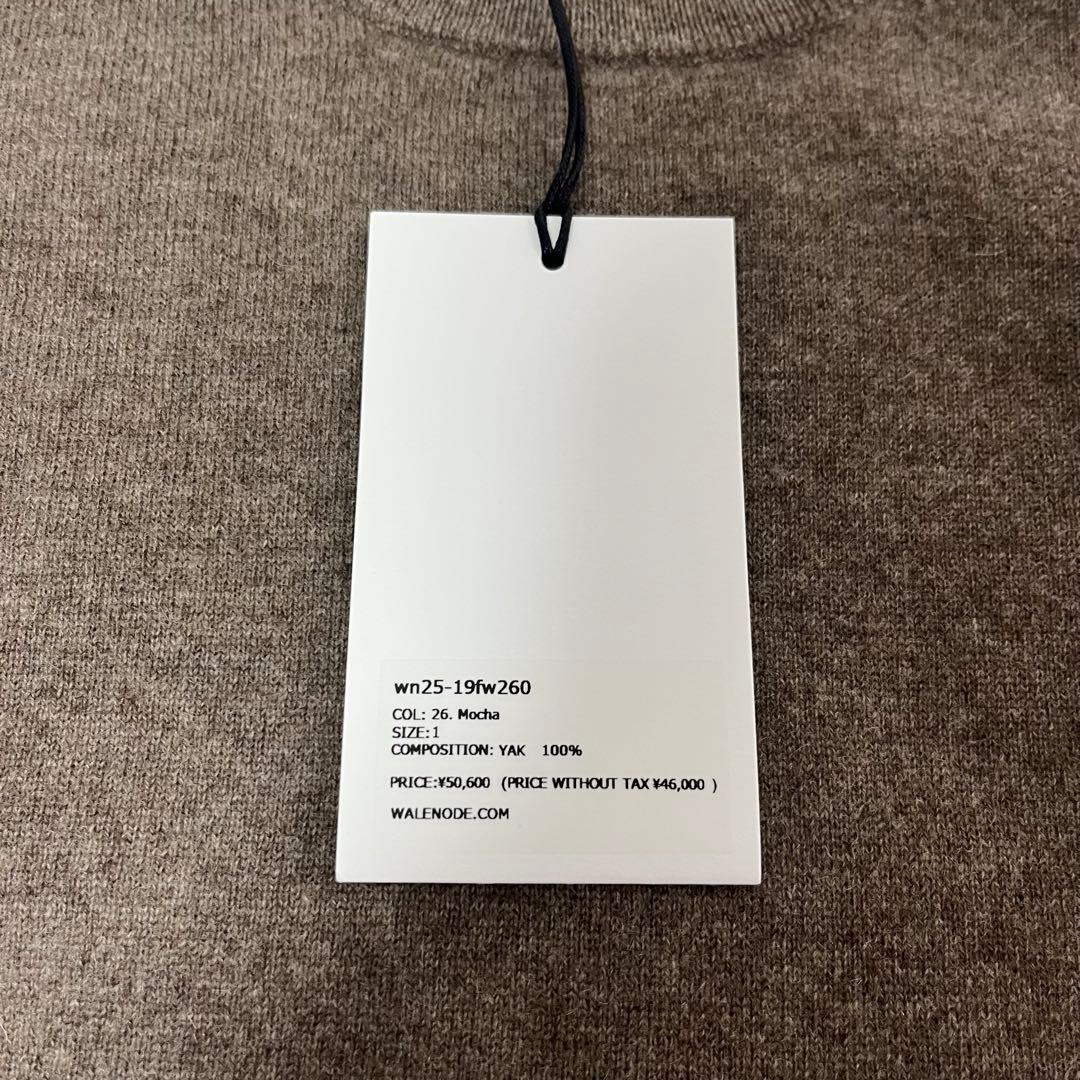 wn25-19fw260
COL: 26. Mocha
SIZE:1
COMPOSITION: YAK 100%
PRICE:¥50,600 (PRICE WITHOUT TAX ¥46,000 )
WALENODE.COM